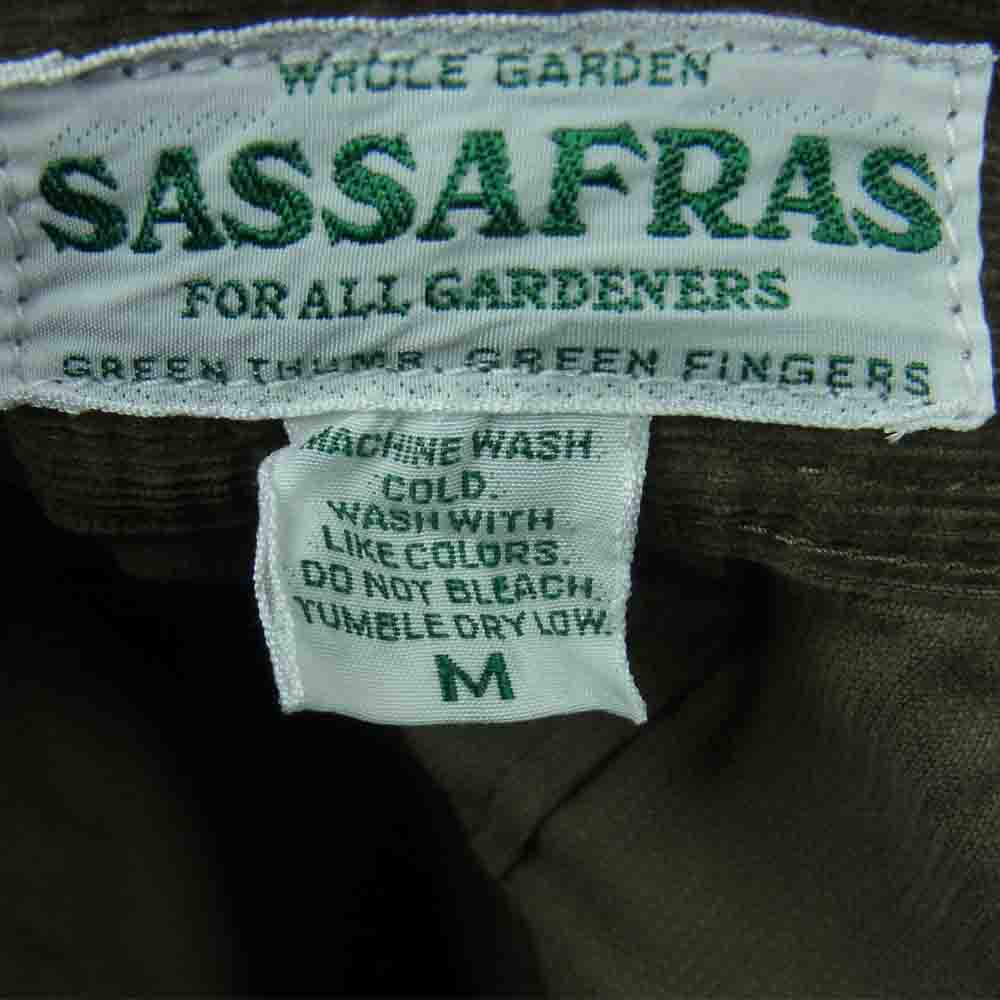 WHOLE GARDEN
SASSAFRAS
FOR ALL GARDENERS
GREEN THUMB. GREEN FINGERS
MACHINE WASH
COLD.
WASH WITH
LIKE COLORS.
DO NOT BLEACH.
TUMBLE DRY LOW.
M